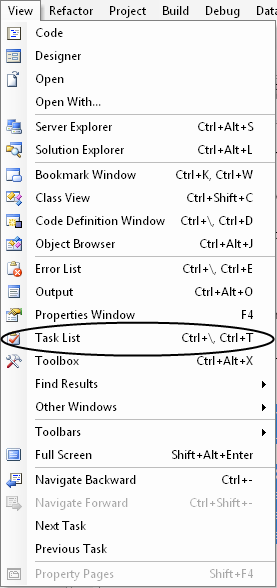 View Refactor Project Build Debug Data
Code
Designer
Open
Open With...
Server Explorer Ctrl+Alt+S
Solution Explorer Ctrl+Alt+L
Bookmark Window Ctrl+K, Ctrl+W
Class View Ctrl+Shift+C
Code Definition Window Ctrl+\, Ctrl+D
Object Browser Ctrl+Alt+J
Error List Ctrl+\, Ctrl+E
Output Ctrl+Alt+O
Properties Window F4
Task List Ctrl+\, Ctrl+T
Toolbox Ctrl+Alt+X
Find Results
Other Windows
Toolbars
Full Screen Shift+Alt+Enter
Navigate Backward Ctrl+-
Navigate Forward Ctrl+Shift+-
Next Task
Previous Task
Property Pages Shift+F4